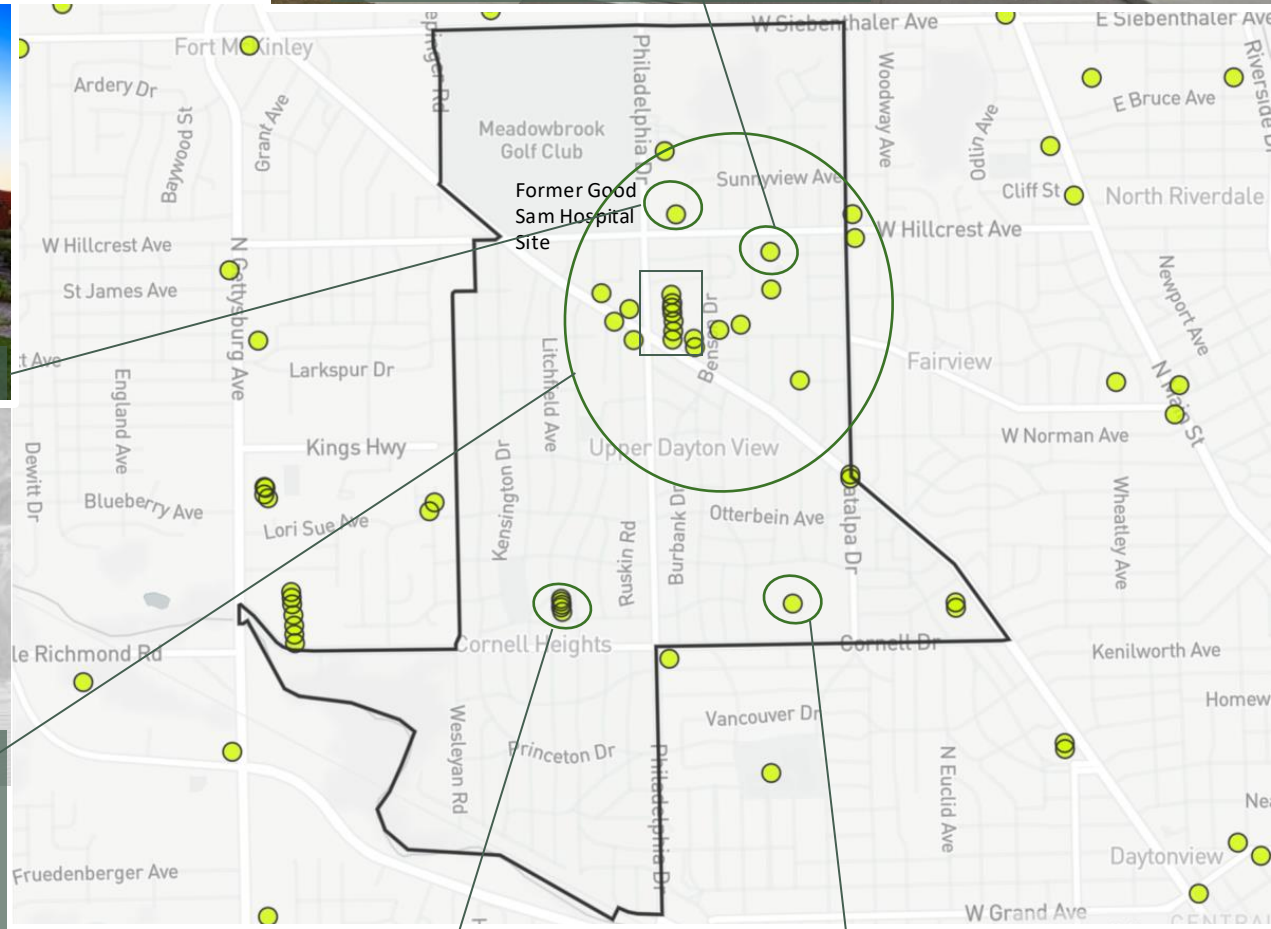 W Siebenthaler Ave
E Siebenthaler Ave
Fort McKinley
Philadelphia Dr
Woodway Ave
Riverside D
Ardery Dr
Baywood St
Grant Ave
E Bruce Ave
Odlin Ave
Meadowbrook
Golf Club
Sunnyview Ave
Cliff St
North Riverdale
Former Good
Sam Hospital
Site
W Hillcrest Ave
W Hillcrest Ave
N Gettysburg Ave
St James Ave
Newport Ave
Benson Dr
t Ave
Larkspur Dr
Litchfield Ave
Fairview
England Ave
N Main St
Kings Hwy
Upper Dayton View
W Norman Ave
Dewitt Dr
Blueberry Ave
Lori Sue Ave
Kensington Dr
Ruskin Rd
Burbank Dr
Otterbein Ave
atalpa Dr
Wheatley Ave
le Richmond Rd
Cornell Heights
Cornell Dr
Kenilworth Ave
Homew
Wesleyan Rd
Princeton Dr
Philadelphia Dr
Vancouver Dr
N Euclid Ave
Nea
Fruedenberger Ave
Daytonview
W Grand Ave
CENTRAL